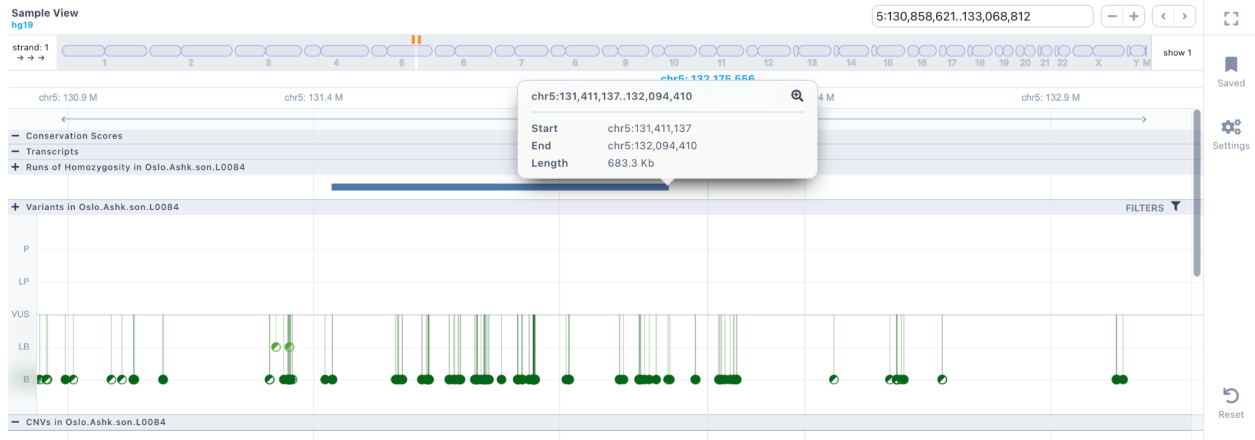 Sample View
hg19
5:130,858,621..133,068,812
strand: 1
→ → →
1 2 3 4 5 6 7 8 9 10 11 12 13 14 15 16 17 18 19 20 21 22 X Y M
show 1
chr5: 132,175,556
chr5: 130.9 M chr5: 131.4 M 4 M chr5: 132.9 M
chr5:131,411,137..132,094,410
Start chr5:131,411,137
End chr5:132,094,410
Length 683.3 Kb
Conservation Scores
Transcripts
Runs of Homozygosity in Oslo.Ashk.son.L0084
Variants in Oslo.Ashk.son.L0084
FILTERS
P
LP
VUS
LB
B
CNVs in Oslo.Ashk.son.L0084
Saved
Settings
Reset